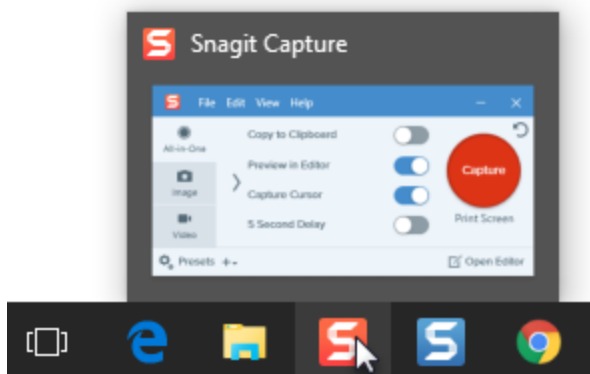 Snagit Capture
File Edit View Help
All-in-One
Copy to Clipboard
Preview in Editor
Capture
Image
Capture Cursor
Print Screen
5 Second Delay
Video
Presets
Open Editor